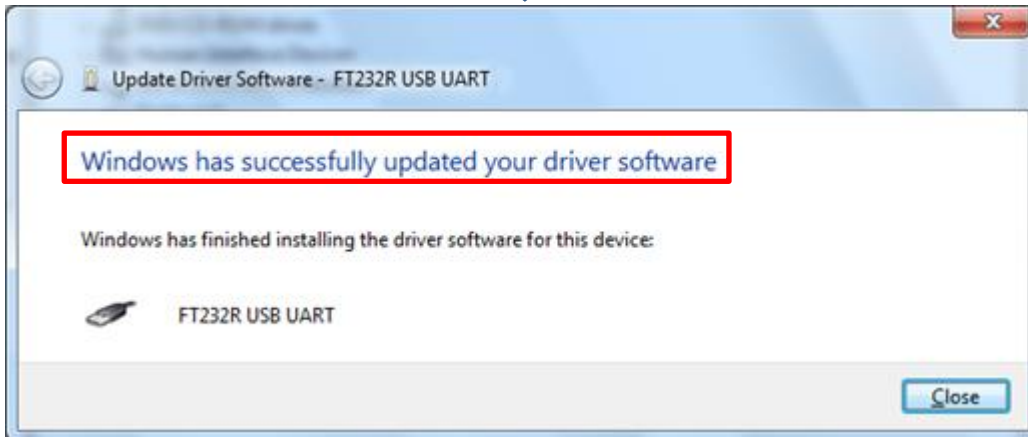 Update Driver Software - FT232R USB UART
Windows has successfully updated your driver software
Windows has finished installing the driver software for this device:
FT232R USB UART
Close